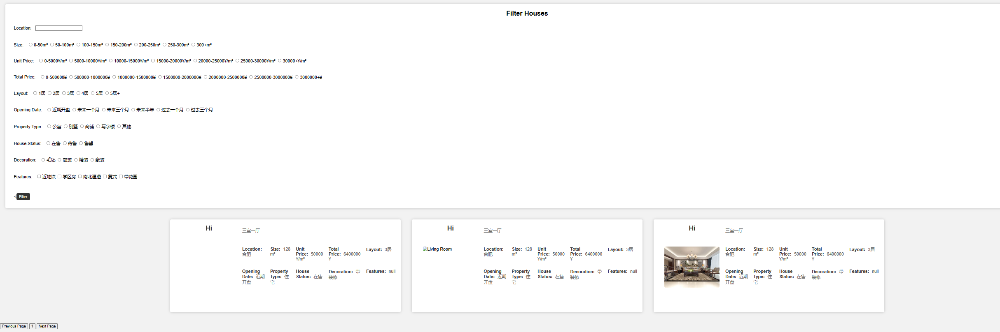 Filter Houses
Location:
Size: 0-50m² 50-100m² 100-150m² 150-200m² 200-250m² 250-300m² 300+m²
Unit Price: 0-5000¥/m² 5000-10000¥/m² 10000-15000¥/m² 15000-20000¥/m² 20000-25000¥/m² 25000-30000¥/m² 30000+¥/m²
Total Price: 0-500000¥ 500000-1000000¥ 1000000-1500000¥ 1500000-2000000¥ 2000000-2500000¥ 2500000-3000000¥ 3000000+¥
Layout: 1居 2居 3居 4居 5居 5居+
Opening Date: 近期开盘 未来一个月 未来三个月 未来半年 过去一个月 过去三个月
Property Type: 公寓 别墅 商铺 写字楼 其他
House Status: 在售 待售 售罄
Decoration: 毛坯 简装 精装 豪装
Features: 近地铁 学区房 南北通透 复式 带花园
<Filter
Hi
三室一厅
Location: 合肥
Size: 128 m²
Unit Price: 50000 ¥/m²
Total Price: 6400000 ¥
Layout: 3居
Opening Date: 近期开盘
Property Type: 住宅
House Status: 在售
Decoration: 带装修
Features: null
Hi
Living Room
三室一厅
Location: 合肥
Size: 128 m²
Unit Price: 50000 ¥/m²
Total Price: 6400000 ¥
Layout: 3居
Opening Date: 近期开盘
Property Type: 住宅
House Status: 在售
Decoration: 带装修
Features: null
Hi
三室一厅
Location: 合肥
Size: 128 m²
Unit Price: 50000 ¥/m²
Total Price: 6400000 ¥
Layout: 3居
Opening Date: 近期开盘
Property Type: 住宅
House Status: 在售
Decoration: 带装修
Features: null
Previous Page 1 Next Page